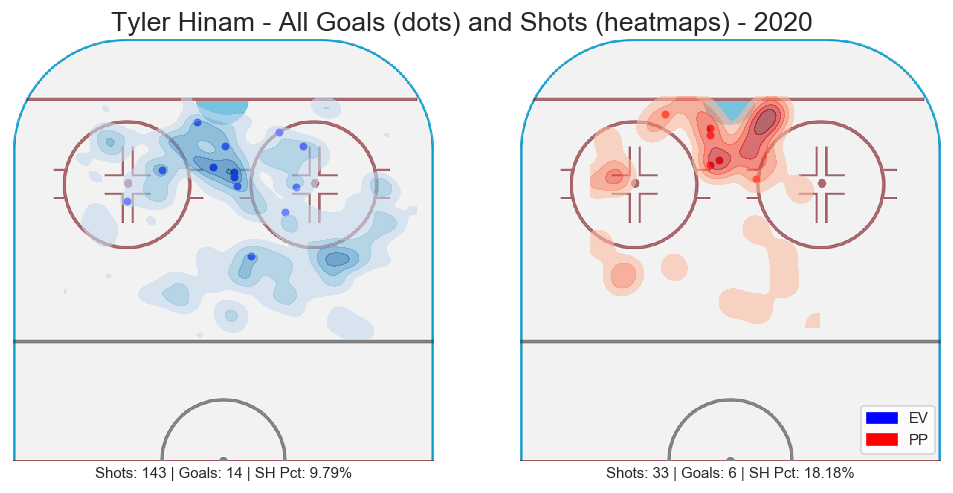 Tyler Hinam - All Goals (dots) and Shots (heatmaps) - 2020
EV
PP
Shots: 143 | Goals: 14 | SH Pct: 9.79%
Shots: 33 | Goals: 6 | SH Pct: 18.18%